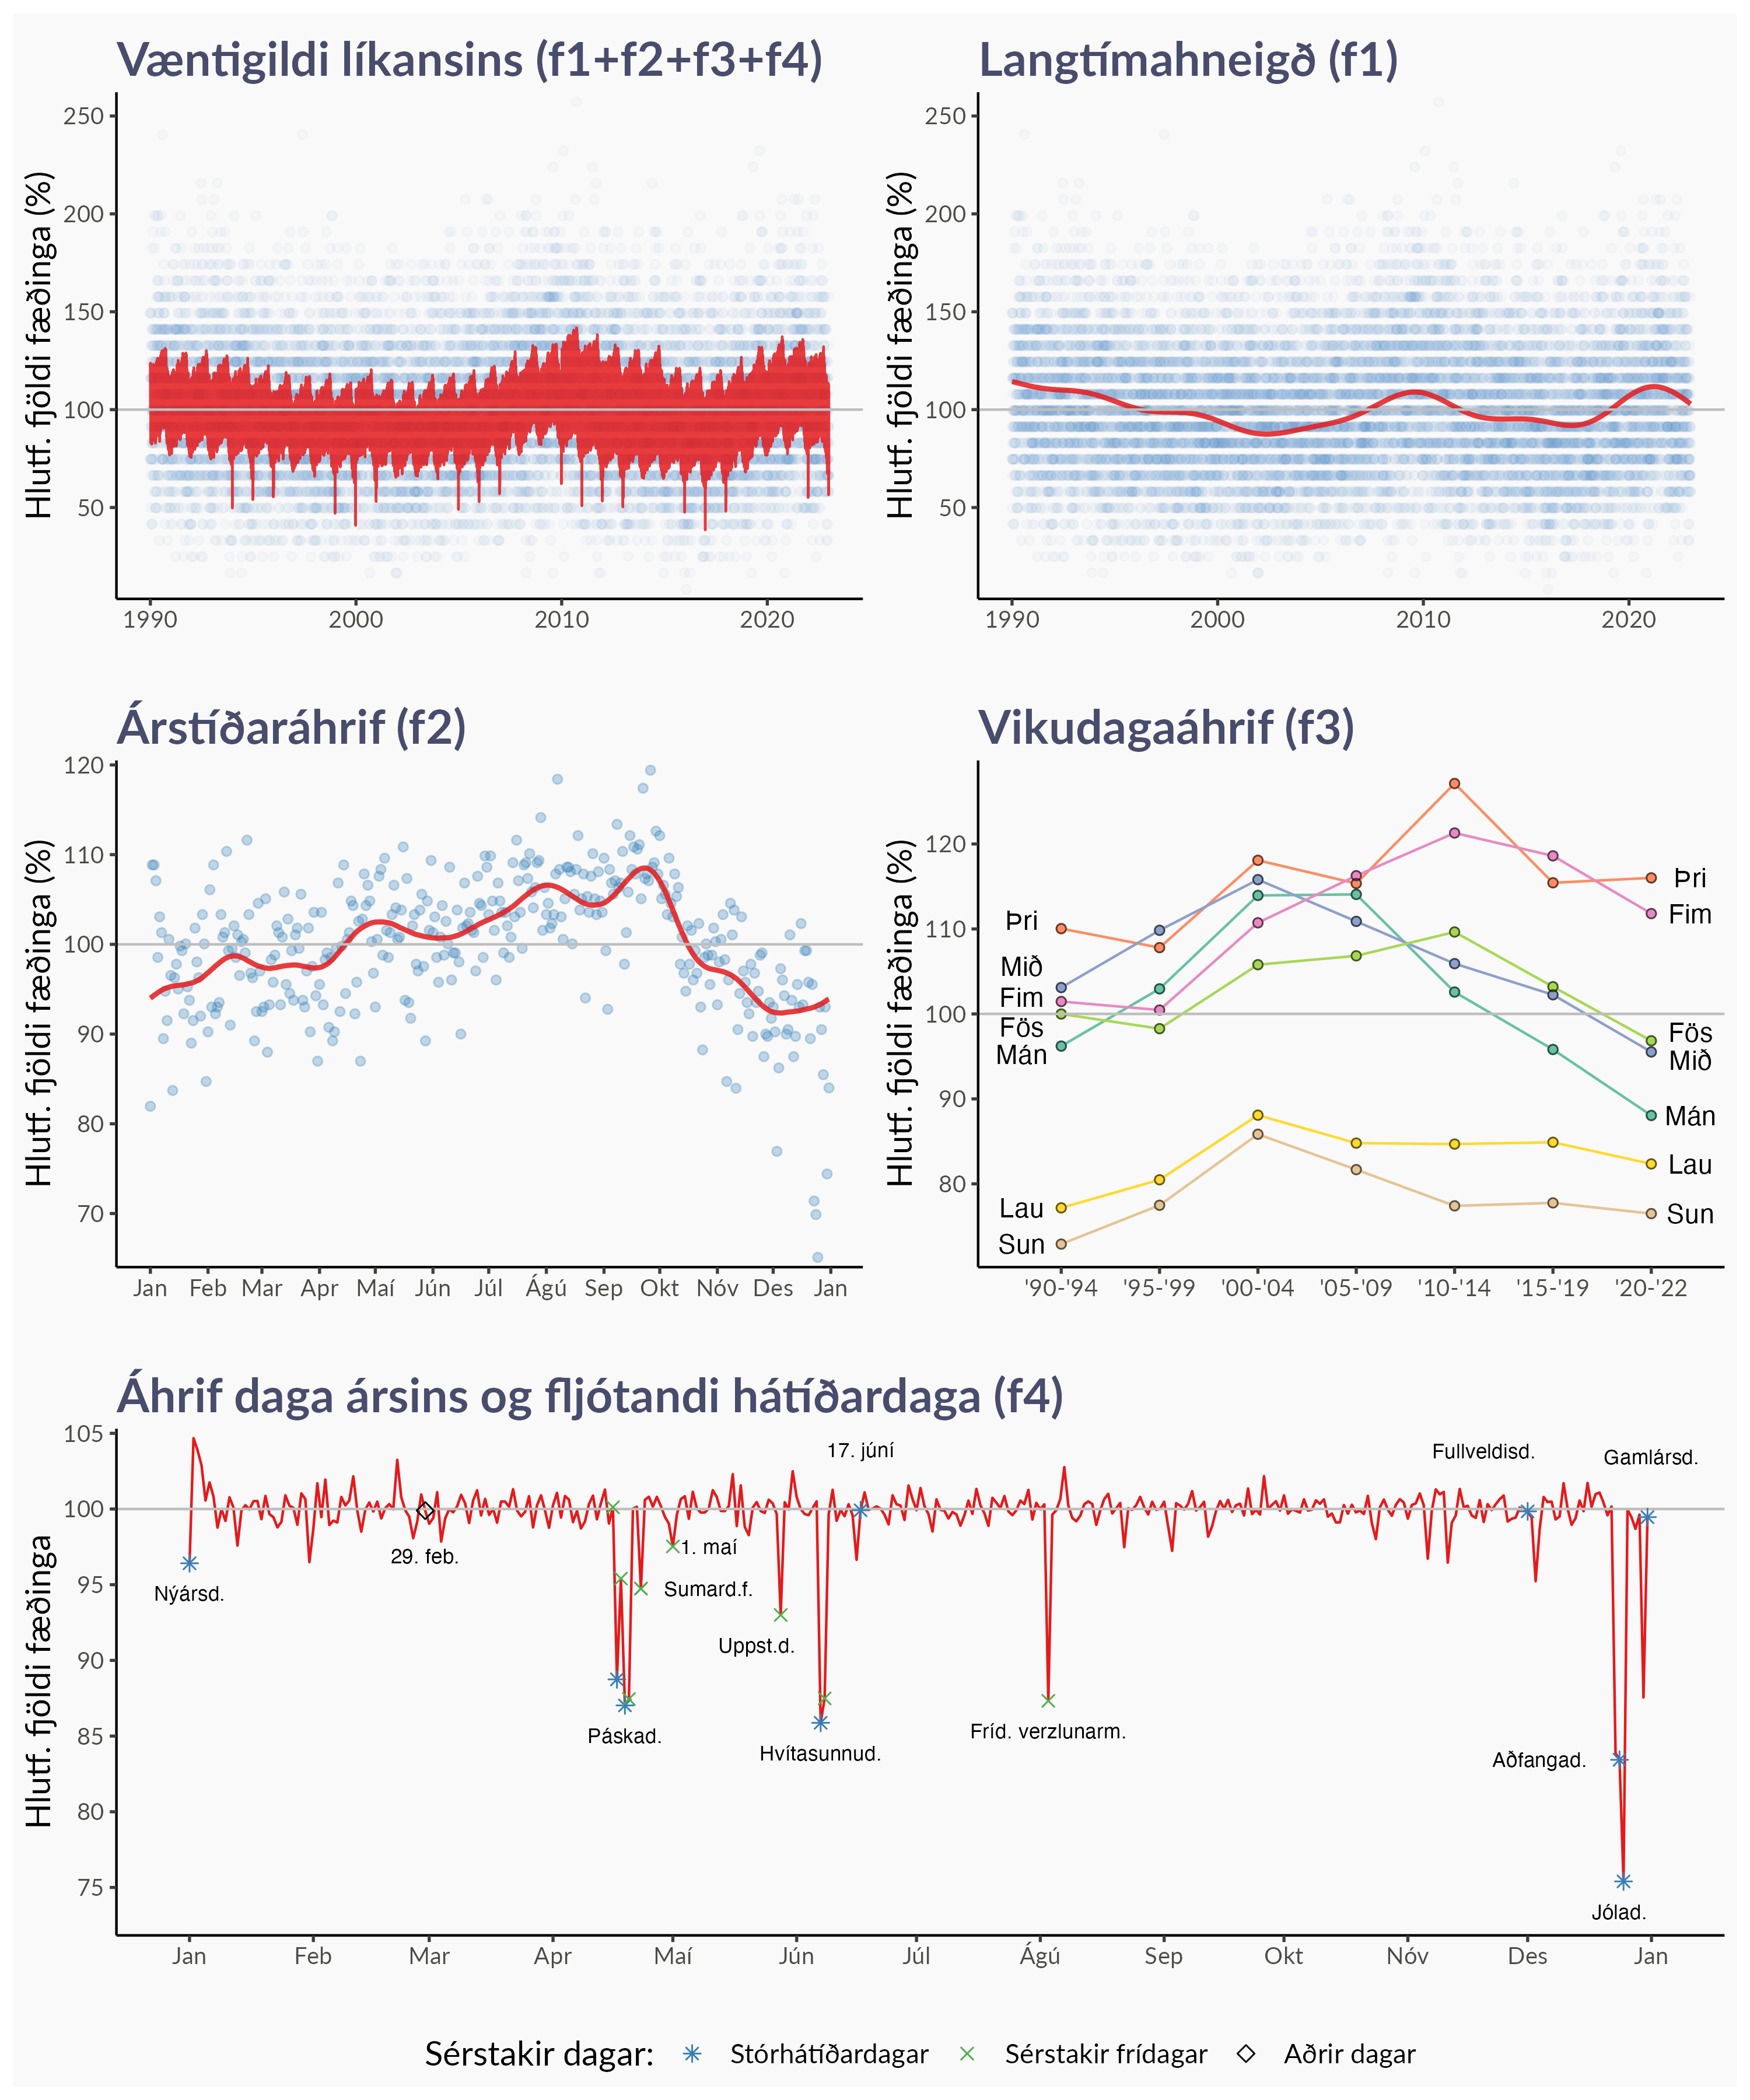 Væntigildi líkansins (f1+f2+f3+f4)
Hlutf. fjöldi fæðinga (%)
250
200
150
100
50
1990 2000 2010 2020
Langtímahneigð (f1)
Hlutf. fjöldi fæðinga (%)
250
200
150
100
50
1990 2000 2010 2020
Árstíðaráhrif (f2)
Hlutf. fjöldi fæðinga (%)
120
110
100
90
80
70
Jan Feb Mar Apr Maí Jún Júl Ágú Sep Okt Nóv Des Jan
Vikudagaáhrif (f3)
Hlutf. fjöldi fæðinga (%)
120
110
100
90
80
Þri
Mið
Fim
Fös
Mán
Lau
Sun
Þri
Fim
Fös
Mið
Mán
Lau
Sun
'90-'94 '95-'99 '00-'04 '05-'09 '10-'14 '15-'19 '20-'22
Áhrif daga ársins og fljótandi hátíðardaga (f4)
Hlutf. fjöldi fæðinga
105
100
95
90
85
80
75
17. júní
Fullveldisd.
Gamlársd.
Nýársd.
29. feb.
1. maí
Sumard.f.
Uppst.d.
Páskad.
Hvítasunnud.
Fríd. verzlunarm.
Aðfangad.
Jólad.
Jan Feb Mar Apr Maí Jún Júl Ágú Sep Okt Nóv Des Jan
Sérstakir dagar: Stórhátíðardagar Sérstakir frídagar Aðrir dagar